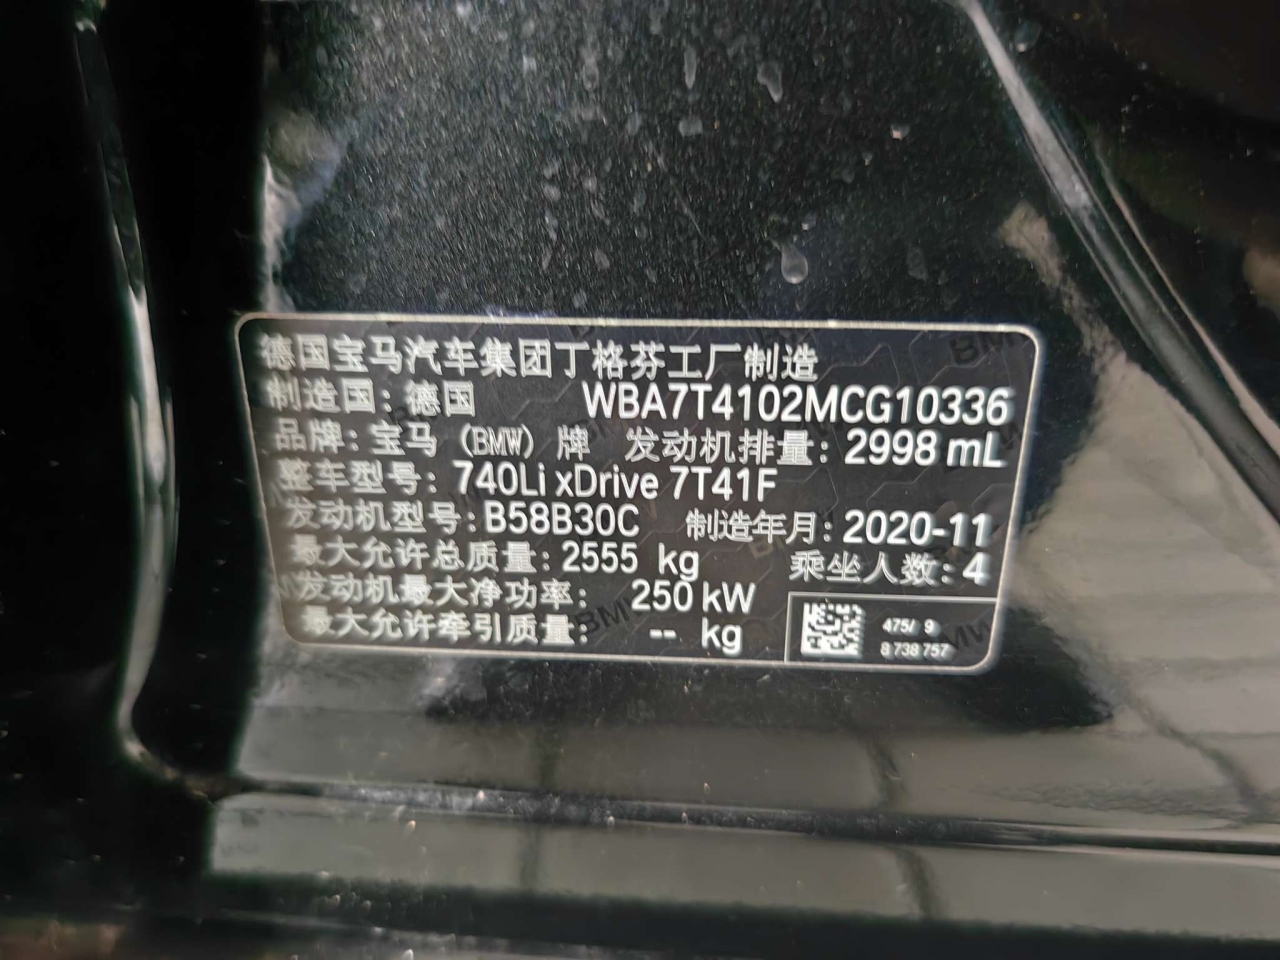 德国宝马汽车集团丁格芬工厂制造
制造国：德国 WBA7T4102MCG10336
品牌：宝马（BMW）牌 发动机排量：2998 mL
整车型号：740Li xDrive 7T41F
发动机型号：B58B30C 制造年月：2020-11
最大允许总质量：2555 kg 乘坐人数：4
发动机最大净功率： 250 kW
最大允许牵引质量： -- kg
475/ 9
8 738 757